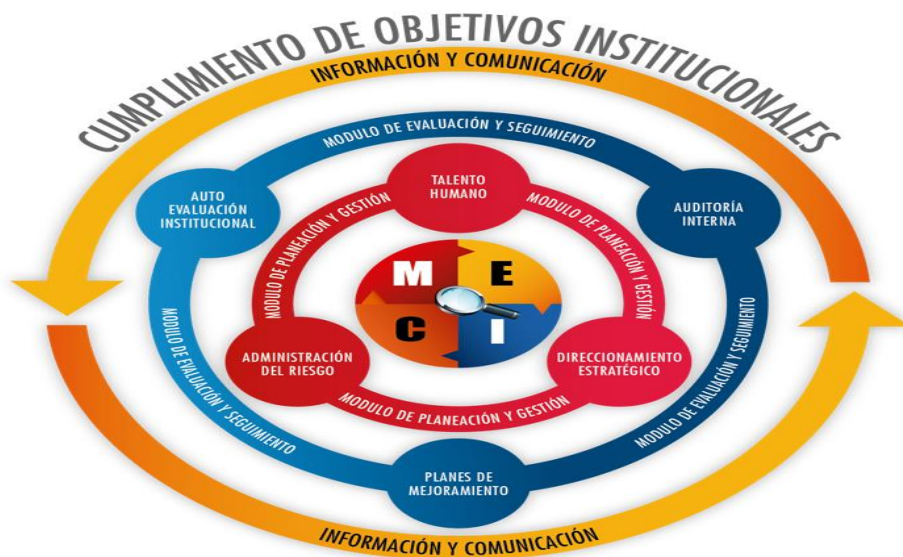 CUMPLIMIENTO DE OBJETIVOS INSTITUCIONALES
INFORMACIÓN Y COMUNICACIÓN
MODULO DE EVALUACIÓN Y SEGUIMIENTO
AUTO
EVALUACIÓN
INSTITUCIONAL
TALENTO
HUMANO
AUDITORÍA
INTERNA
MODULO DE PLANEACIÓN Y GESTIÓN
MODULO DE PLANEACIÓN Y GESTIÓN
M E
C I
ADMINISTRACIÓN
DEL RIESGO
DIRECCIONAMIENTO
ESTRATÉGICO
MODULO DE PLANEACIÓN Y GESTIÓN
MODULO DE EVALUACIÓN Y SEGUIMIENTO
MODULO DE EVALUACIÓN Y SEGUIMIENTO
PLANES DE
MEJORAMIENTO
INFORMACIÓN Y COMUNICACIÓN